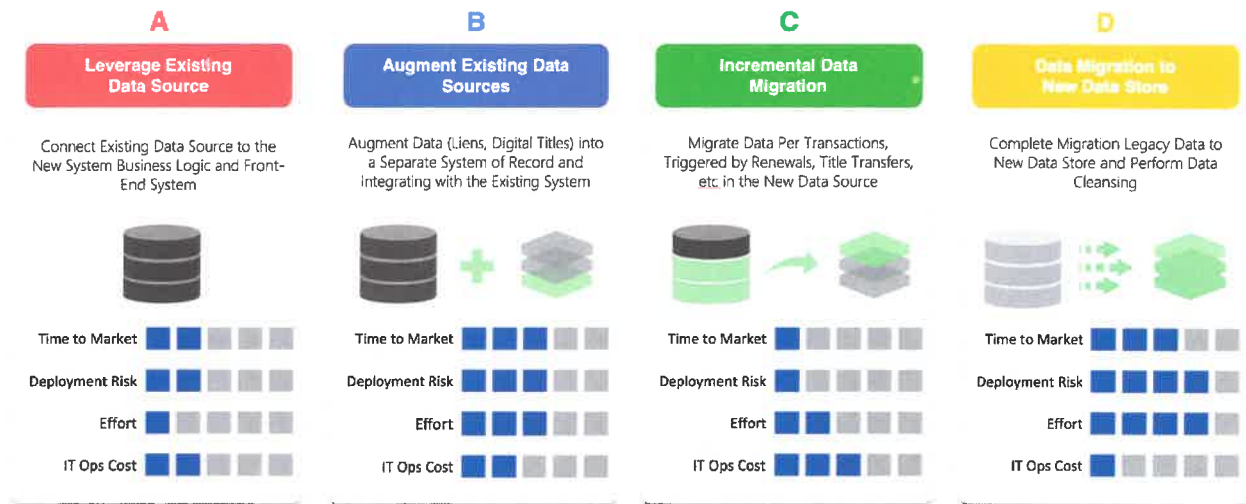 A
Leverage Existing
Data Source
Connect Existing Data Source to the
New System Business Logic and Front-
End System
Time to Market
Deployment Risk
Effort
IT Ops Cost
B
Augment Existing Data
Sources
Augment Data (Liens, Digital Titles) into
a Separate System of Record and
Integrating with the Existing System
Time to Market
Deployment Risk
Effort
IT Ops Cost
C
Incremental Data
Migration
Migrate Data Per Transactions,
Triggered by Renewals, Title Transfers,
etc in the New Data Source
Time to Market
Deployment Risk
Effort
IT Ops Cost
D
Data Migration to
New Data Store
Complete Migration Legacy Data to
New Data Store and Perform Data
Cleansing
Time to Market
Deployment Risk
Effort
IT Ops Cost